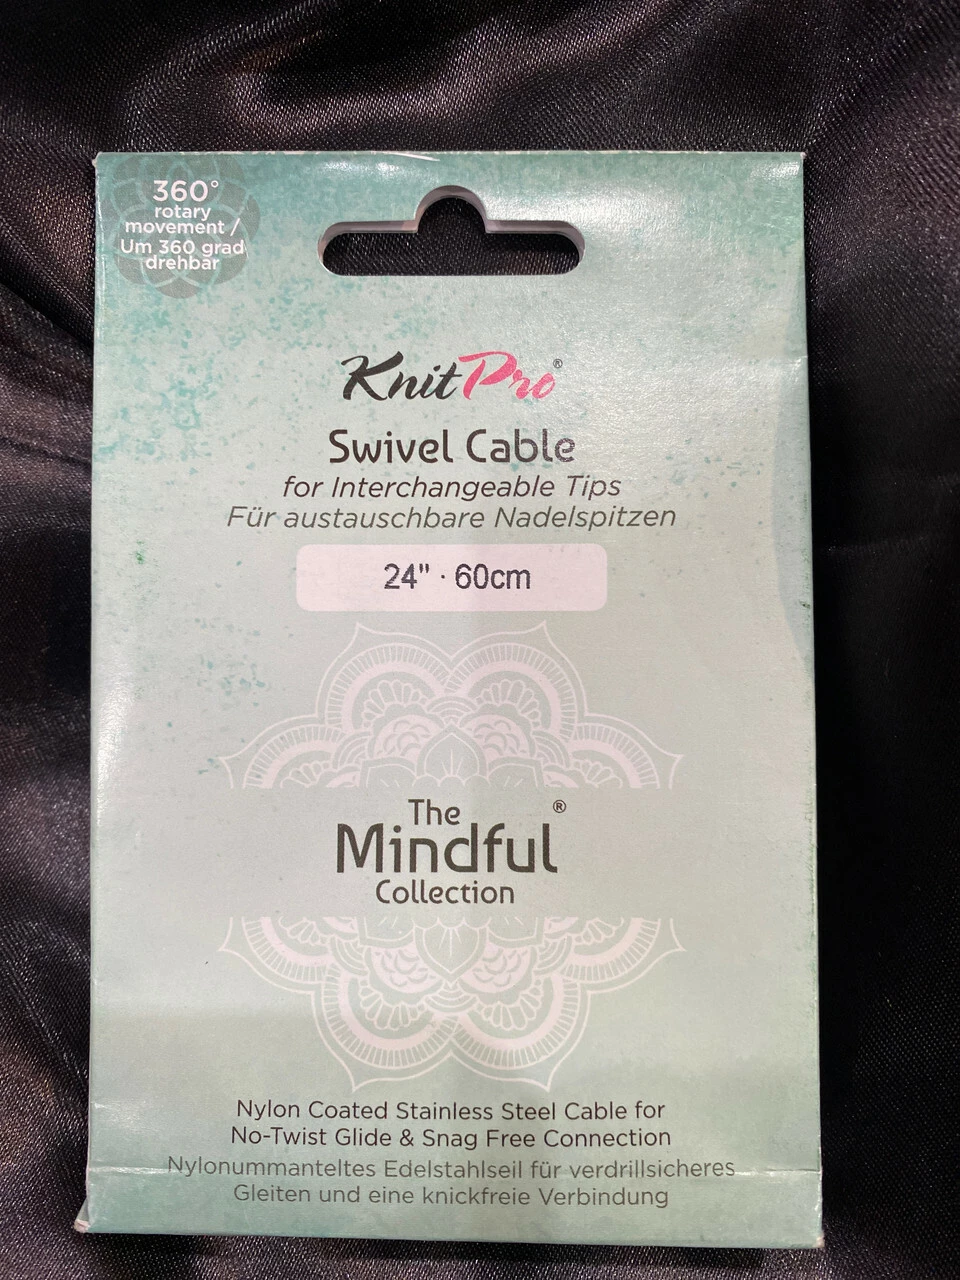 360°
rotary
movement /
Um 360 grad
drehbar
KnitPro®
Swivel Cable
for Interchangeable Tips
Für austauschbare Nadelspitzen
24" · 60cm
The
Mindful®
Collection
Nylon Coated Stainless Steel Cable for
No-Twist Glide & Snag Free Connection
Nylonummanteltes Edelstahlseil für verdrillsicheres
Gleiten und eine knickfreie Verbindung